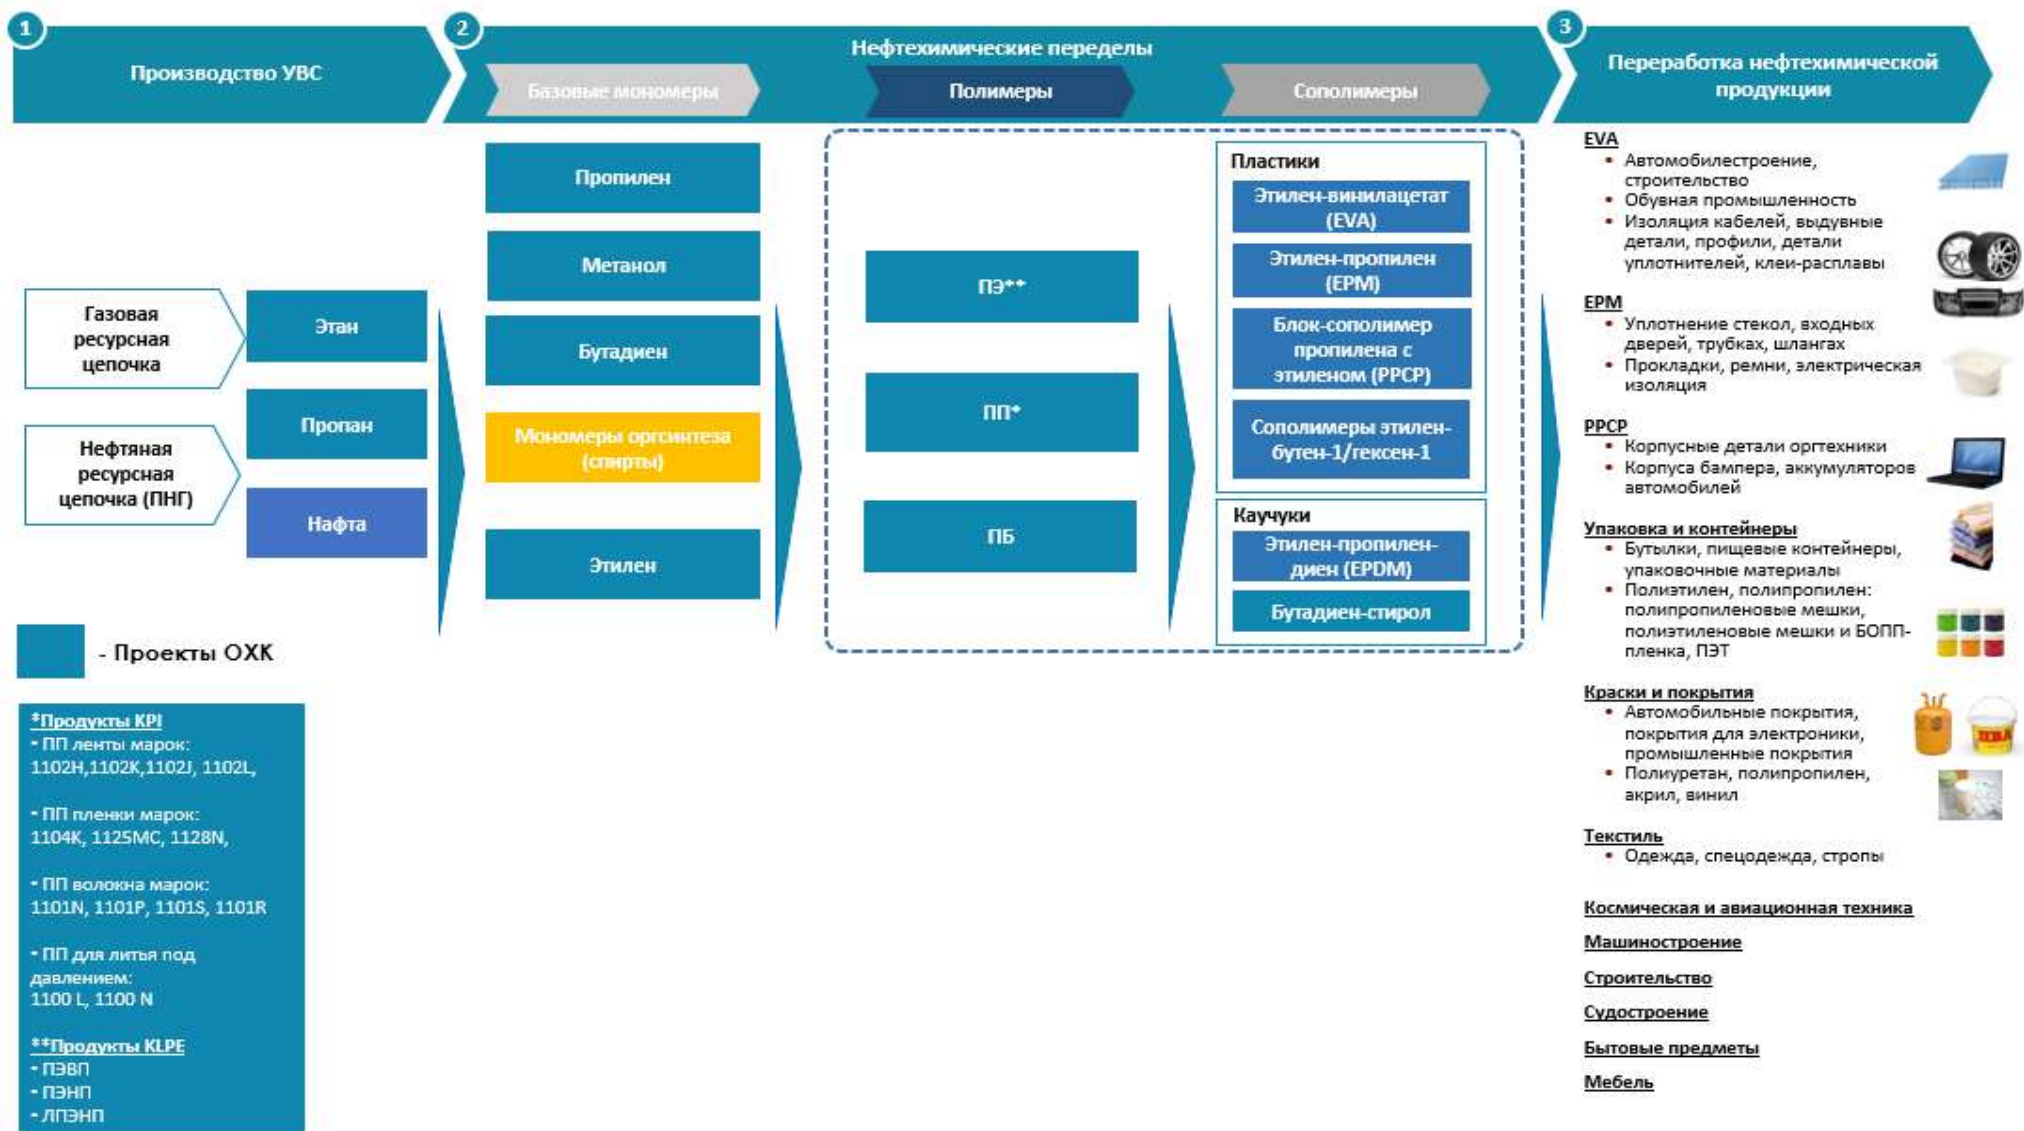 1
Производство УВС
2
Нефтехимические переделы
Базовые мономеры
Полимеры
Сополимеры
3
Переработка нефтехимической
продукции
Газовая
ресурсная
цепочка
Нефтяная
ресурсная
цепочка (ПНГ)
Этан
Пропан
Нафта
Пропилен
Метанол
Бутадиен
Мономеры оргсинтеза
(спирты)
Этилен
ПЭ**
ПП*
ПБ
Пластики
Этилен-винилацетат
(EVA)
Этилен-пропилен
(EPM)
Блок-сополимер
пропилена с
этиленом (PPCP)
Сополимеры этилен-
бутен-1/гексен-1
Каучуки
Этилен-пропилен-
диен (EPDM)
Бутадиен-стирол
EVA
• Автомобилестроение,
строительство
• Обувная промышленность
• Изоляция кабелей, выдувные
детали, профили, детали
уплотнителей, клеи-расплавы
EPM
• Уплотнение стекол, входных
дверей, трубках, шлангах
• Прокладки, ремни, электрическая
изоляция
PPCP
• Корпусные детали оргтехники
• Корпуса бампера, аккумуляторов
автомобилей
Упаковка и контейнеры
• Бутылки, пищевые контейнеры,
упаковочные материалы
• Полиэтилен, полипропилен:
полипропиленовые мешки,
полиэтиленовые мешки и БОПП-
пленка, ПЭТ
Краски и покрытия
• Автомобильные покрытия,
покрытия для электроники,
промышленные покрытия
• Полиуретан, полипропилен,
акрил, винил
ПВА
Текстиль
• Одежда, спецодежда, стропы
Космическая и авиационная техника
Машиностроение
Строительство
Судостроение
Бытовые предметы
Мебель
- Проекты ОХК
*Продукты KPI
- ПП ленты марок:
1102H,1102K,1102J, 1102L,
- ПП пленки марок:
1104K, 1125MC, 1128N,
- ПП волокна марок:
1101N, 1101P, 1101S, 1101R
- ПП для литья под
давлением:
1100 L, 1100 N
**Продукты KLPE
- ПЭВП
- ПЭНП
- ЛПЭНП